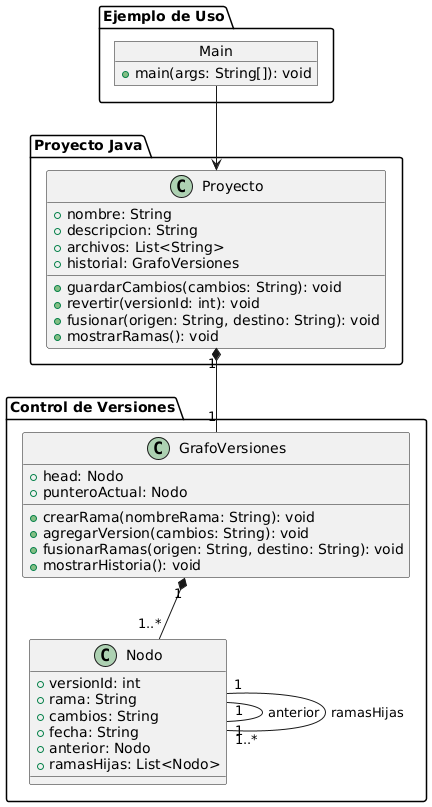 Ejemplo de Uso
Main
main(args: String[]): void
Proyecto Java
C Proyecto
nombre: String
descripcion: String
archivos: List<String>
historial: GrafoVersiones
guardarCambios(cambios: String): void
revertir(versionId: int): void
fusionar(origen: String, destino: String): void
mostrarRamas(): void
1
1
Control de Versiones
C GrafoVersiones
head: Nodo
punteroActual: Nodo
crearRama(nombreRama: String): void
agregarVersion(cambios: String): void
fusionarRamas(origen: String, destino: String): void
mostrarHistoria(): void
1
1..*
C Nodo
versionId: int
rama: String
cambios: String
fecha: String
anterior: Nodo
ramasHijas: List<Nodo>
1
1 anterior ramasHijas
1
1..*